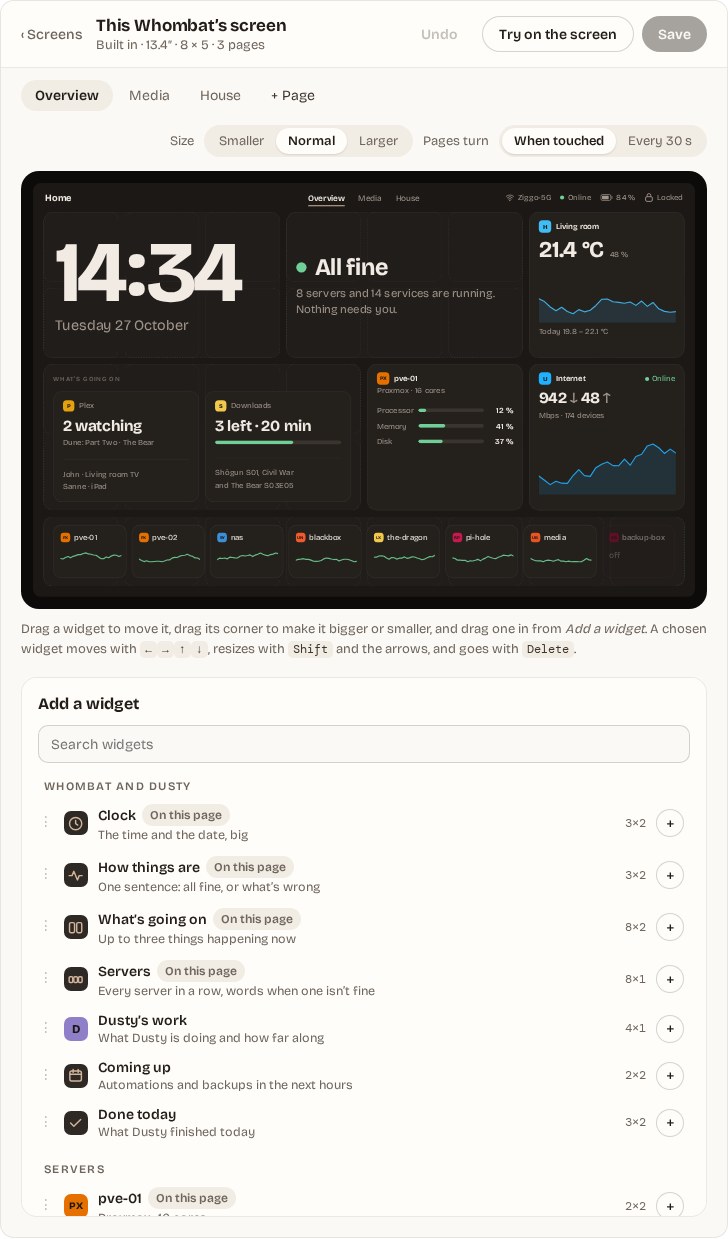 ‹ Screens
This Whombat’s screen
Built in · 13.4″ · 8 × 5 · 3 pages
Undo
Try on the screen
Save
Overview
Media
House
+ Page
Size
Smaller
Normal
Larger
Pages turn
When touched
Every 30 s
Home
Overview
Media
House
Ziggo-5G
Online
84 %
Locked
14:34
Tuesday 27 October
All fine
8 servers and 14 services are running.
Nothing needs you.
H
Living room
21.4 °C
48 %
Today 19.8 – 22.1 °C
WHAT’S GOING ON
P
Plex
2 watching
Dune: Part Two · The Bear
John · Living room TV
Sanne · iPad
S
Downloads
3 left · 20 min
Shōgun S01, Civil War
and The Bear S03E05
PX
pve-01
Proxmox · 16 cores
Processor
12 %
Memory
41 %
Disk
37 %
U
Internet
Online
942 ↓ 48 ↑
Mbps · 174 devices
pve-01
pve-02
nas
blackbox
the-dragon
pi-hole
media
backup-box
off
Drag a widget to move it, drag its corner to make it bigger or smaller, and drag one in from Add a widget. A chosen
widget moves with ← → ↑ ↓, resizes with Shift and the arrows, and goes with Delete.
Add a widget
Search widgets
WHOMBAT AND DUSTY
Clock
On this page
The time and the date, big
3×2
+
How things are
On this page
One sentence: all fine, or what’s wrong
3×2
+
What’s going on
On this page
Up to three things happening now
8×2
+
Servers
On this page
Every server in a row, words when one isn’t fine
8×1
+
D
Dusty’s work
What Dusty is doing and how far along
4×1
+
Coming up
Automations and backups in the next hours
2×2
+
Done today
What Dusty finished today
3×2
+
SERVERS
PX
pve-01
On this page
2×2
+